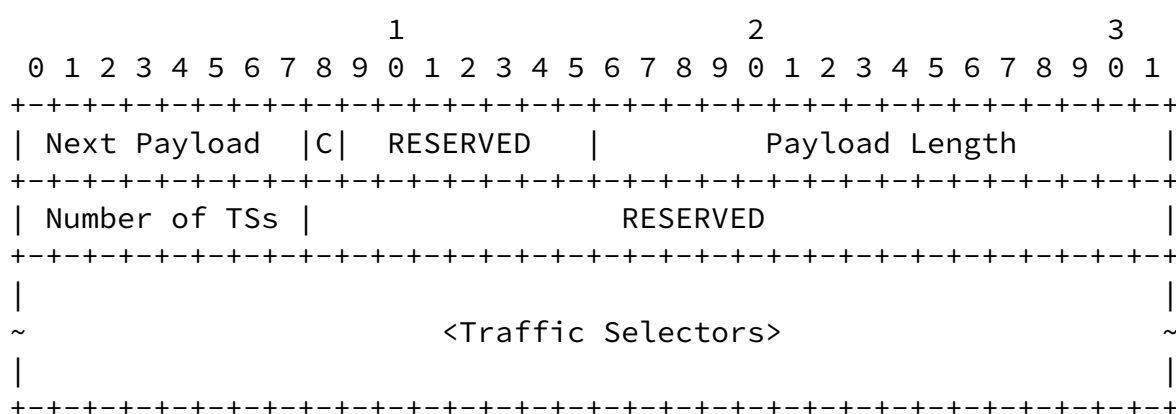 1                   2                   3
 0 1 2 3 4 5 6 7 8 9 0 1 2 3 4 5 6 7 8 9 0 1 2 3 4 5 6 7 8 9 0 1
+-+-+-+-+-+-+-+-+-+-+-+-+-+-+-+-+-+-+-+-+-+-+-+-+-+-+-+-+-+-+-+-+
| Next Payload  |C|  RESERVED   |         Payload Length        |
+-+-+-+-+-+-+-+-+-+-+-+-+-+-+-+-+-+-+-+-+-+-+-+-+-+-+-+-+-+-+-+-+
| Number of TSs |                 RESERVED                      |
+-+-+-+-+-+-+-+-+-+-+-+-+-+-+-+-+-+-+-+-+-+-+-+-+-+-+-+-+-+-+-+-+
|                                                               |
~                       <Traffic Selectors>                     ~
|                                                               |
+-+-+-+-+-+-+-+-+-+-+-+-+-+-+-+-+-+-+-+-+-+-+-+-+-+-+-+-+-+-+-+-+